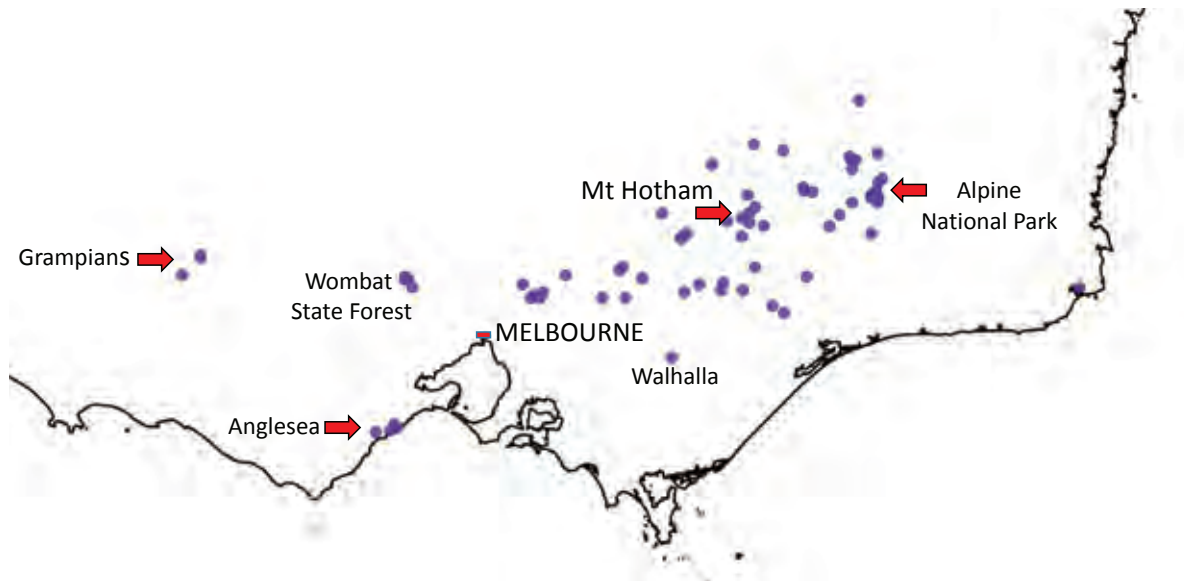 Mt Hotham
Alpine
National Park
Grampians
Wombat
State Forest
MELBOURNE
Walhalla
Anglesea